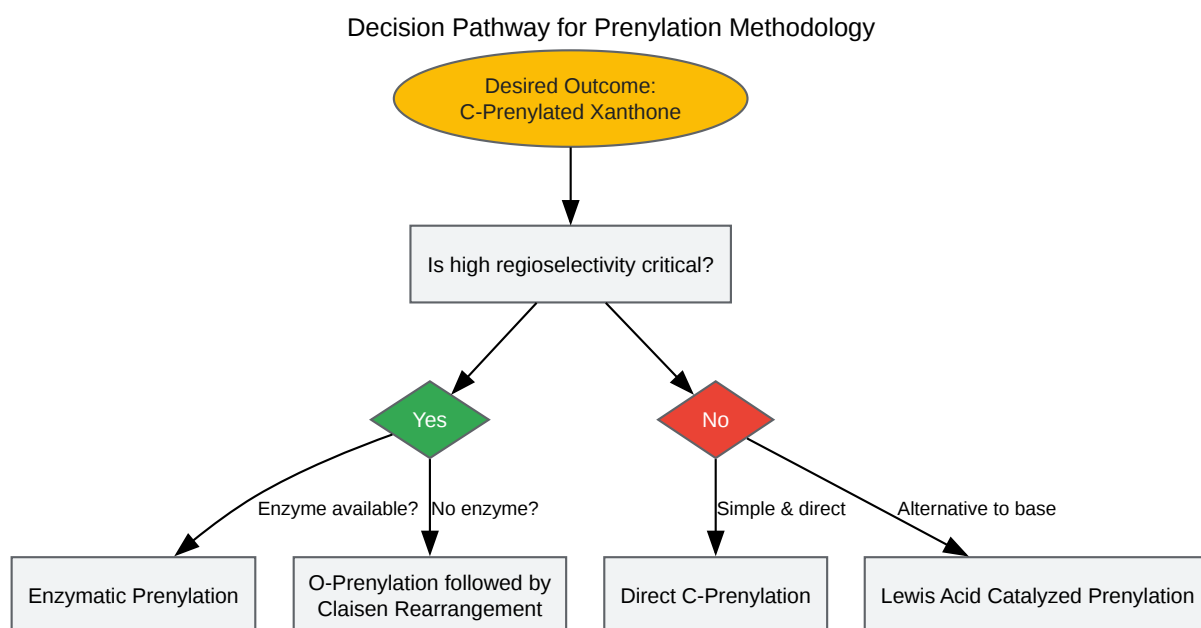 Decision Pathway for Prenylation Methodology
Desired Outcome:
C-Prenylated Xanthone
Is high regioselectivity critical?
Yes
No
Enzyme available?
No enzyme?
Simple & direct
Alternative to base
Enzymatic Prenylation
O-Prenylation followed by
Claisen Rearrangement
Direct C-Prenylation
Lewis Acid Catalyzed Prenylation